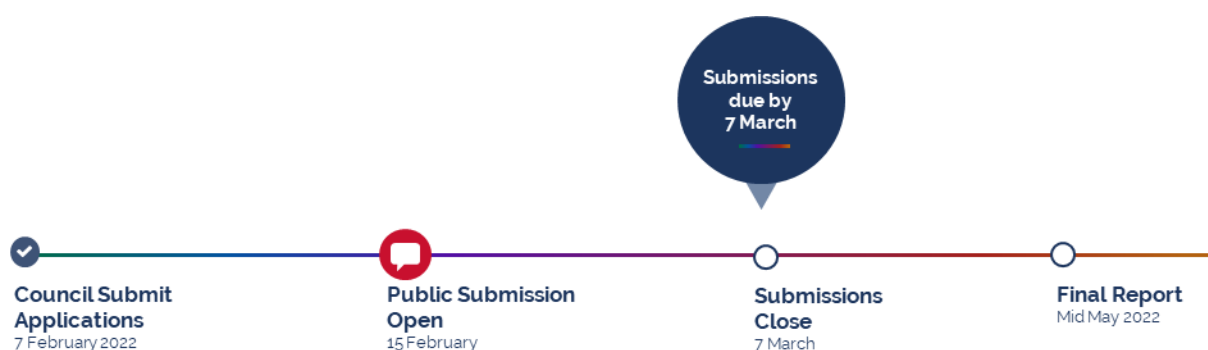 Submissions
due by
7 March
Council Submit
Applications
7 February 2022
Public Submission
Open
15 February
Submissions
Close
7 March
Final Report
Mid May 2022